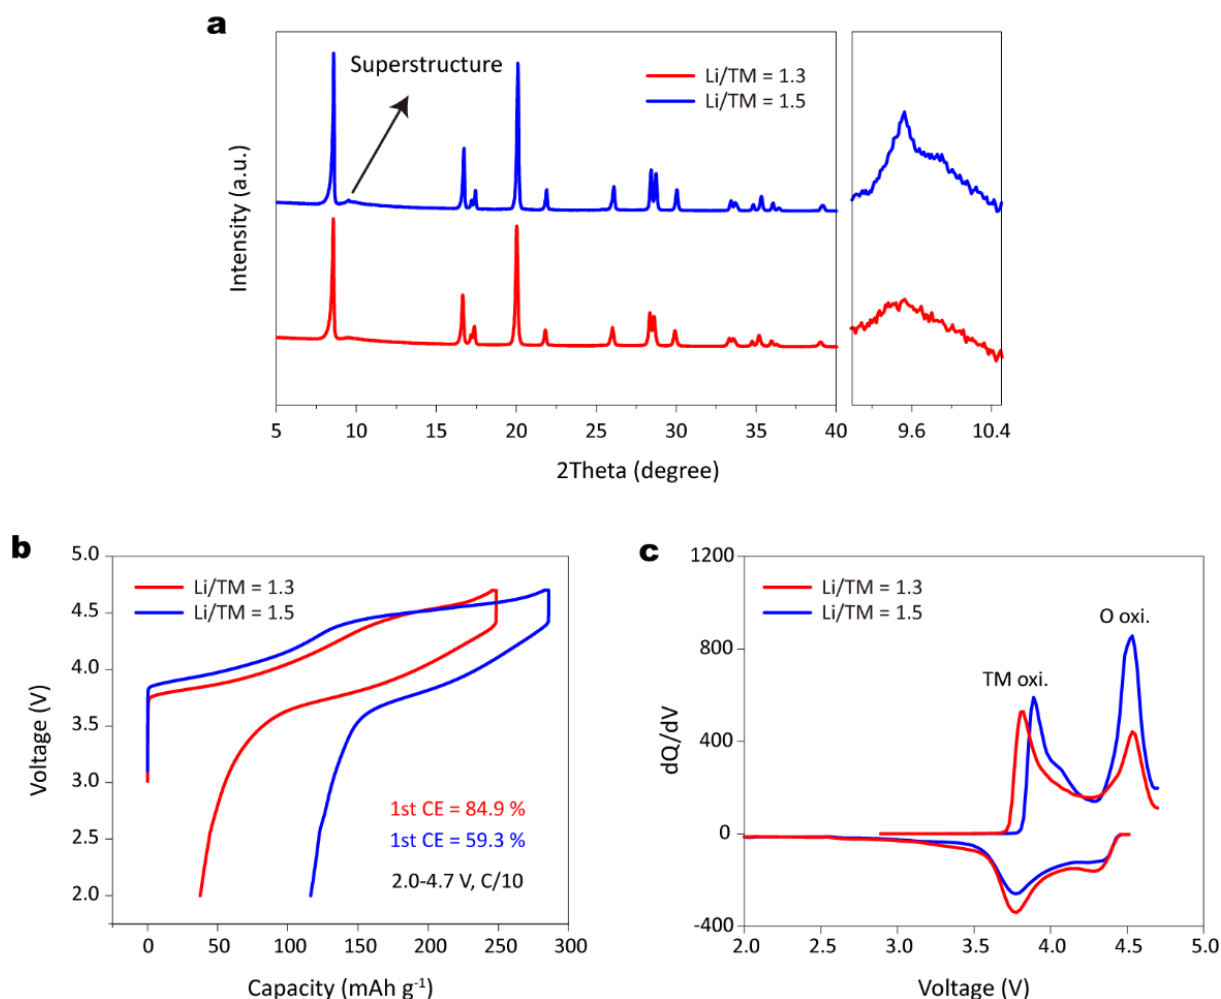 a
Superstructure
Li/TM = 1.3
Li/TM = 1.5
Intensity (a.u.)
5 10 15 20 25 30 35 40
9.6 10.4
2Theta (degree)
b
5.0
4.5
4.0
3.5
3.0
2.5
2.0
Voltage (V)
Li/TM = 1.3
Li/TM = 1.5
1st CE = 84.9 %
1st CE = 59.3 %
2.0-4.7 V, C/10
0 50 100 150 200 250 300
Capacity (mAh g⁻¹)
c
1200
800
400
0
-400
dQ/dV
Li/TM = 1.3
Li/TM = 1.5
O oxi.
TM oxi.
2.0 2.5 3.0 3.5 4.0 4.5 5.0
Voltage (V)